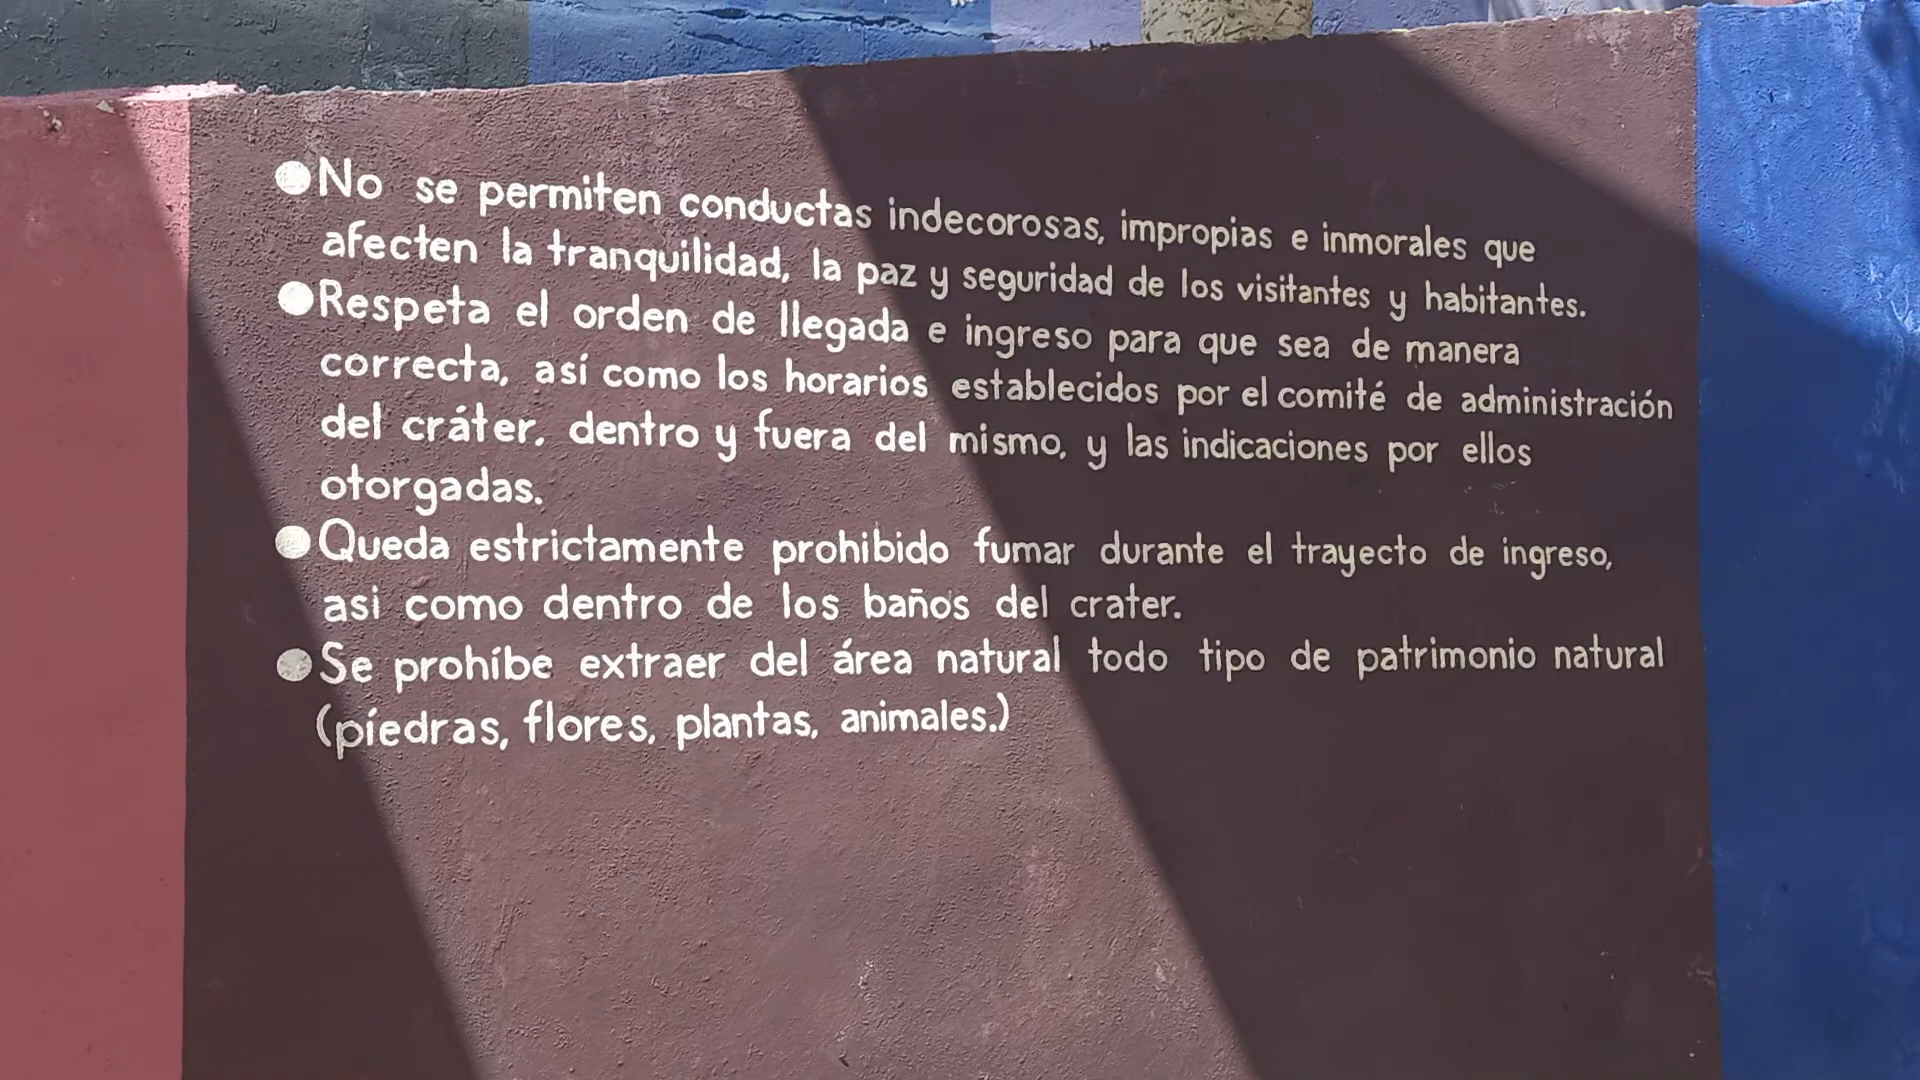 ●No se permiten conductas indecorosas, impropias e inmorales que
afecten la tranquilidad, la paz y seguridad de los visitantes y habitantes.
●Respeta el orden de llegada e ingreso para que sea de manera
correcta, así como los horarios establecidos por el comité de administración
del cráter. dentro y fuera del mismo, y las indicaciones por ellos
otorgadas.
●Queda estrictamente prohibido fumar durante el trayecto de ingreso,
asi como dentro de los baños del crater.
●Se prohíbe extraer del área natural todo tipo de patrimonio natural
(píedras, flores, plantas, animales.)